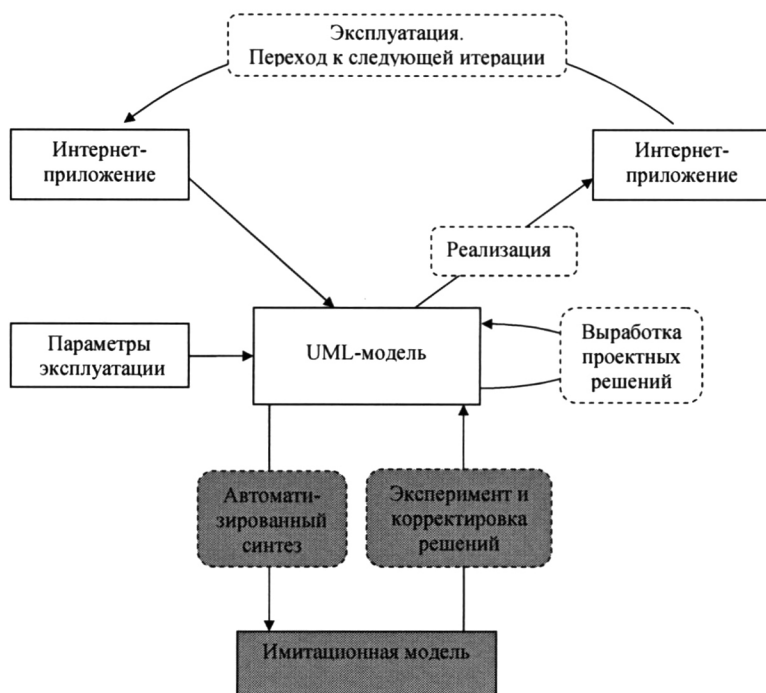 Эксплуатация.
Переход к следующей итерации
Интернет-
приложение
Интернет-
приложение
Реализация
Параметры
эксплуатации
UML-модель
Выработка
проектных
решений
Автомати-
зированный
синтез
Эксперимент и
корректировка
решений
Имитационная модель